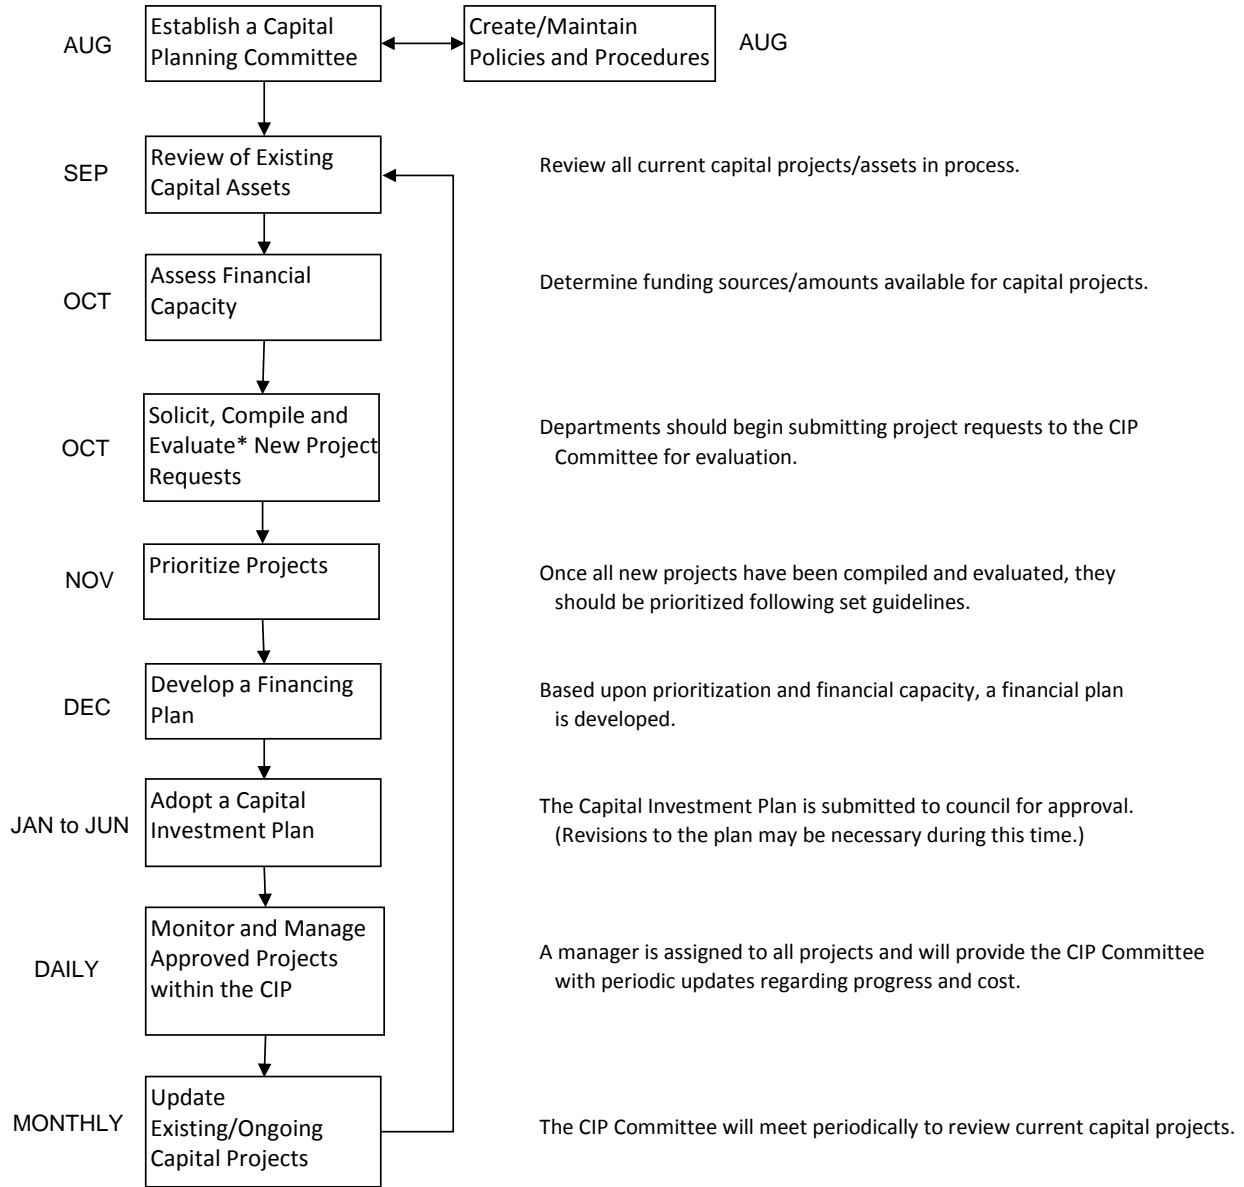 AUG
Establish a Capital
Planning Committee
Create/Maintain
Policies and Procedures
AUG
SEP
Review of Existing
Capital Assets
Review all current capital projects/assets in process.
OCT
Assess Financial
Capacity
Determine funding sources/amounts available for capital projects.
OCT
Solicit, Compile and
Evaluate* New Project
Requests
Departments should begin submitting project requests to the CIP
Committee for evaluation.
NOV
Prioritize Projects
Once all new projects have been compiled and evaluated, they
should be prioritized following set guidelines.
DEC
Develop a Financing
Plan
Based upon prioritization and financial capacity, a financial plan
is developed.
JAN to JUN
Adopt a Capital
Investment Plan
The Capital Investment Plan is submitted to council for approval.
(Revisions to the plan may be necessary during this time.)
DAILY
Monitor and Manage
Approved Projects
within the CIP
A manager is assigned to all projects and will provide the CIP Committee
with periodic updates regarding progress and cost.
MONTHLY
Update
Existing/Ongoing
Capital Projects
The CIP Committee will meet periodically to review current capital projects.